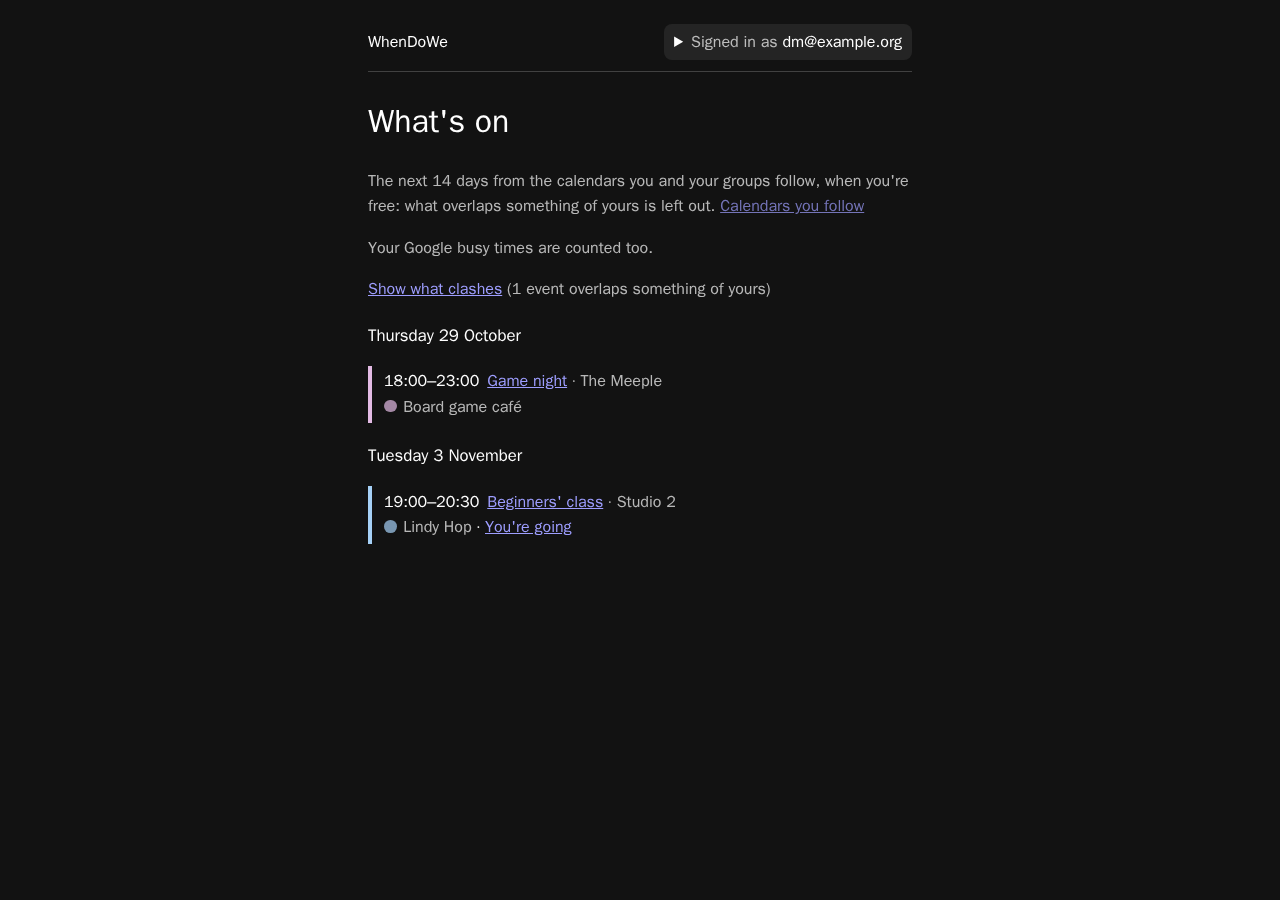 WhenDoWe
▶ Signed in as dm@example.org
What's on
The next 14 days from the calendars you and your groups follow, when you're
free: what overlaps something of yours is left out. Calendars you follow
Your Google busy times are counted too.
Show what clashes (1 event overlaps something of yours)
Thursday 29 October
18:00–23:00 Game night · The Meeple
Board game café
Tuesday 3 November
19:00–20:30 Beginners' class · Studio 2
Lindy Hop · You're going